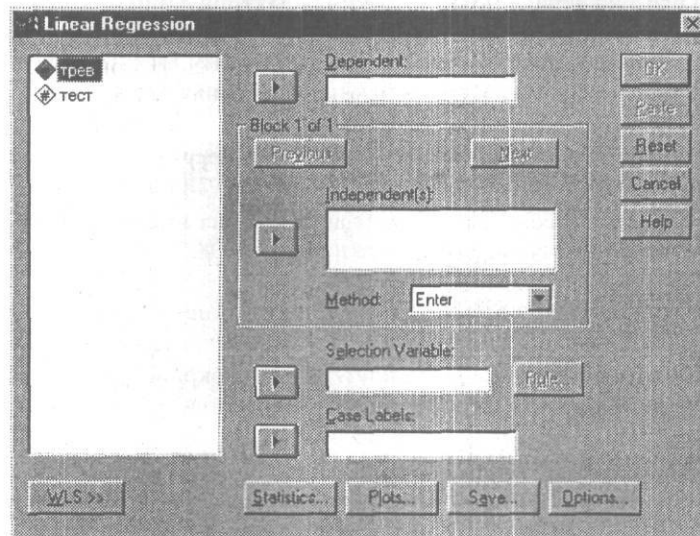 Linear Regression
трев
# тест
Dependent:
Block 1 of 1
Previous
Next
Independent(s):
Method:
Enter
Selection Variable:
Rule...
Case Labels:
WLS >>
Statistics...
Plots...
Save...
Options...
OK
Paste
Reset
Cancel
Help